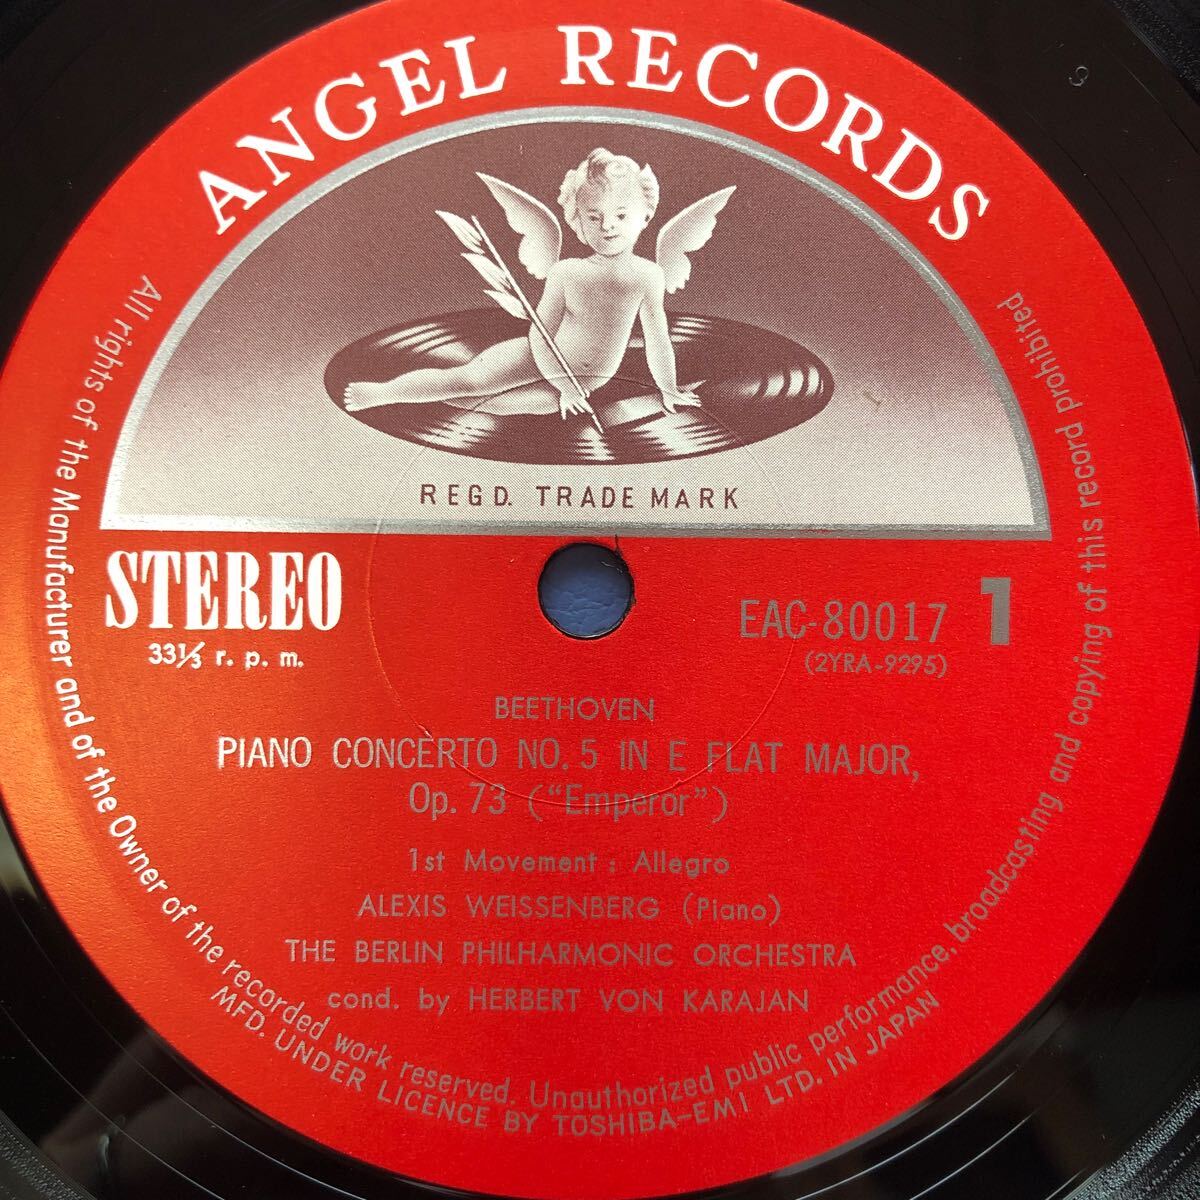 ANGEL RECORDS
REGD. TRADE MARK
STEREO
33⅓ r. p. m.
EAC-80017 1
(2YRA-9295)
BEETHOVEN
PIANO CONCERTO NO. 5 IN E FLAT MAJOR,
Op. 73 (“Emperor”)
1st Movement : Allegro
ALEXIS WEISSENBERG (Piano)
THE BERLIN PHILHARMONIC ORCHESTRA
cond. by HERBERT VON KARAJAN
All rights of the Manufacturer and of the Owner of the recorded work reserved. Unauthorized public performance, broadcasting and copying of this record prohibited
MFD. UNDER LICENCE BY TOSHIBA-EMI LTD. IN JAPAN